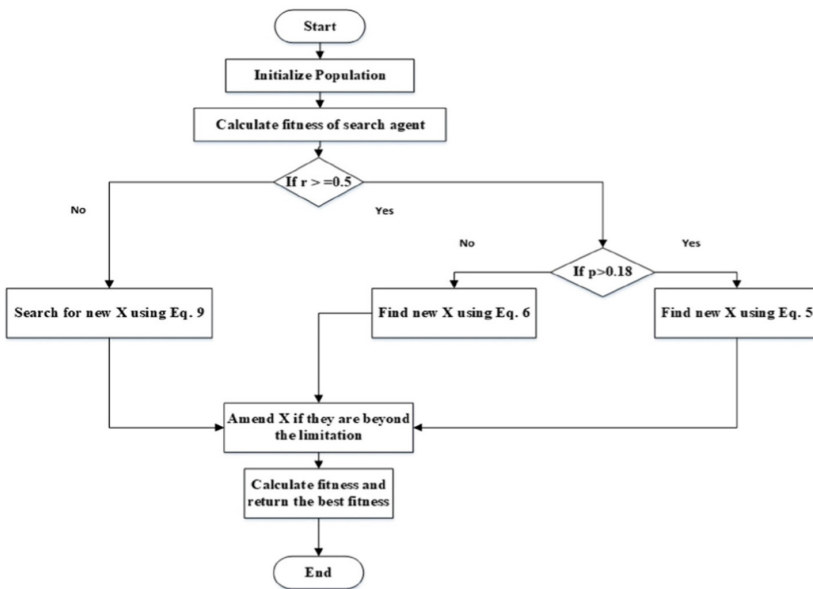 Start
Initialize Population
Calculate fitness of search agent
If r >=0.5
No
Yes
No
Yes
If p>0.18
Search for new X using Eq. 9
Find new X using Eq. 6
Find new X using Eq. 5
Amend X if they are beyond
the limitation
Calculate fitness and
return the best fitness
End